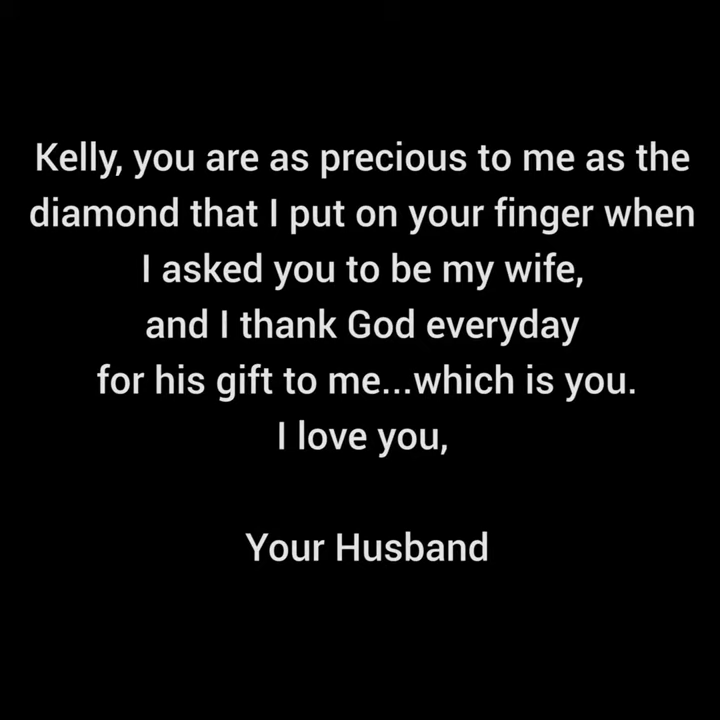 Kelly, you are as precious to me as the
diamond that I put on your finger when
I asked you to be my wife,
and I thank God everyday
for his gift to me...which is you.
I love you,
Your Husband